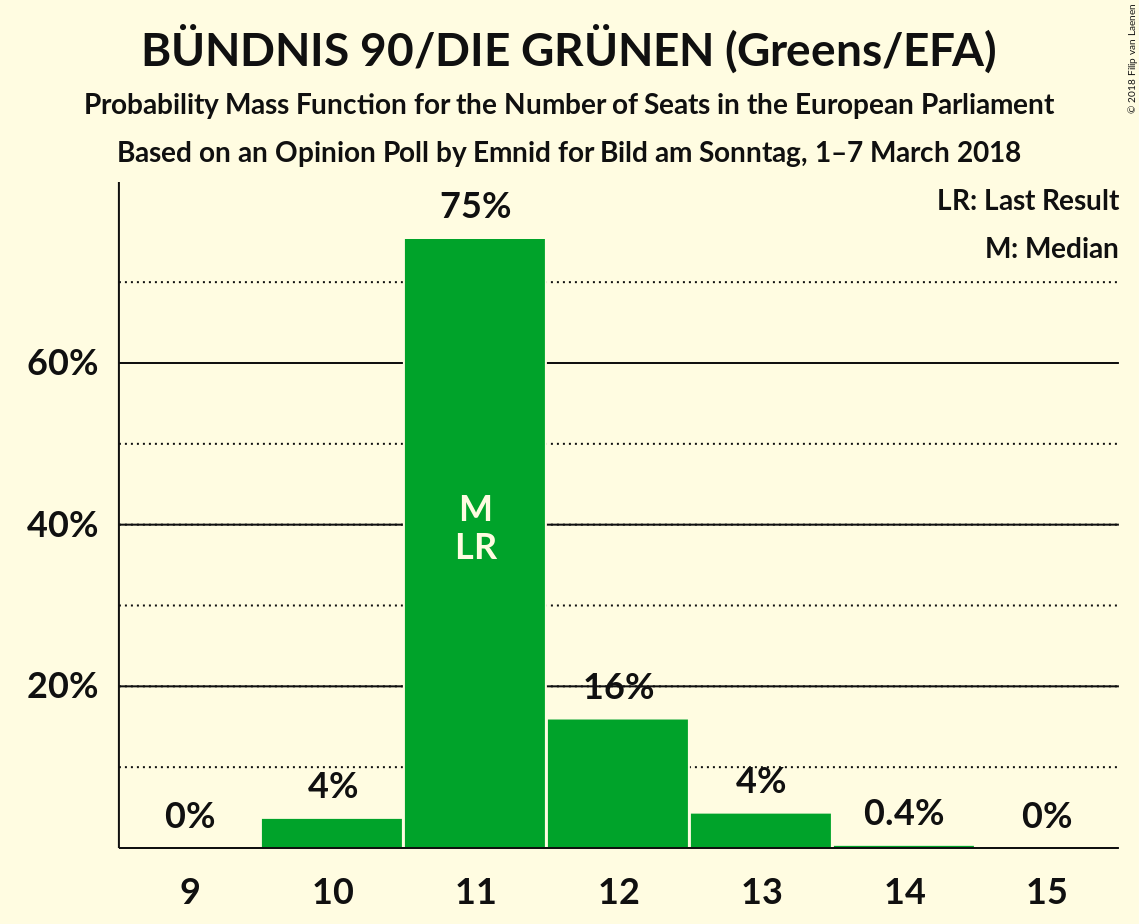 BÜNDNIS 90/DIE GRÜNEN (Greens/EFA)
Probability Mass Function for the Number of Seats in the European Parliament
Based on an Opinion Poll by Emnid for Bild am Sonntag, 1–7 March 2018
© 2018 Filip van Laenen
LR: Last Result
M: Median
60%
40%
20%
0%
4%
75%
M
LR
16%
4%
0.4%
0%
9 10 11 12 13 14 15